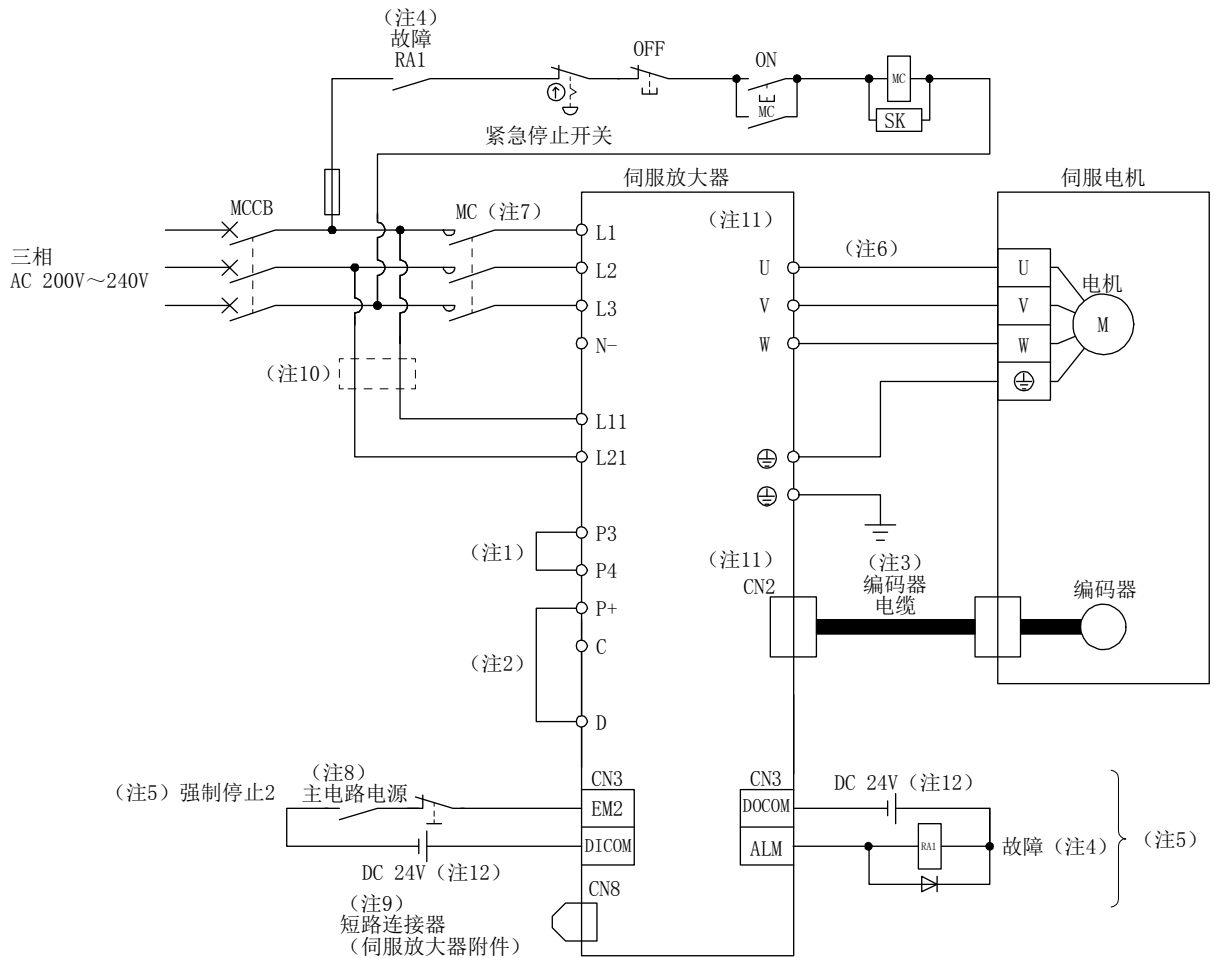 （注4）
故障
RA1
OFF
ON
MC
MC
SK
紧急停止开关
伺服放大器
伺服电机
MCCB
MC（注7）
（注11）
L1
三相
AC 200V～240V
L2
U
（注6）
U
电机
L3
V
V
M
N-
W
W
（注10）
L11
L21
P3
（注1）
P4
（注11）
CN2
（注3）
编码器
电缆
编码器
P+
C
（注2）
D
CN3
CN3
DC 24V（注12）
（注8）
（注5）强制停止2
主电路电源
EM2
DOCOM
DICOM
ALM
RA1
故障（注4）
（注5）
DC 24V（注12）
CN8
（注9）
短路连接器
（伺服放大器附件）